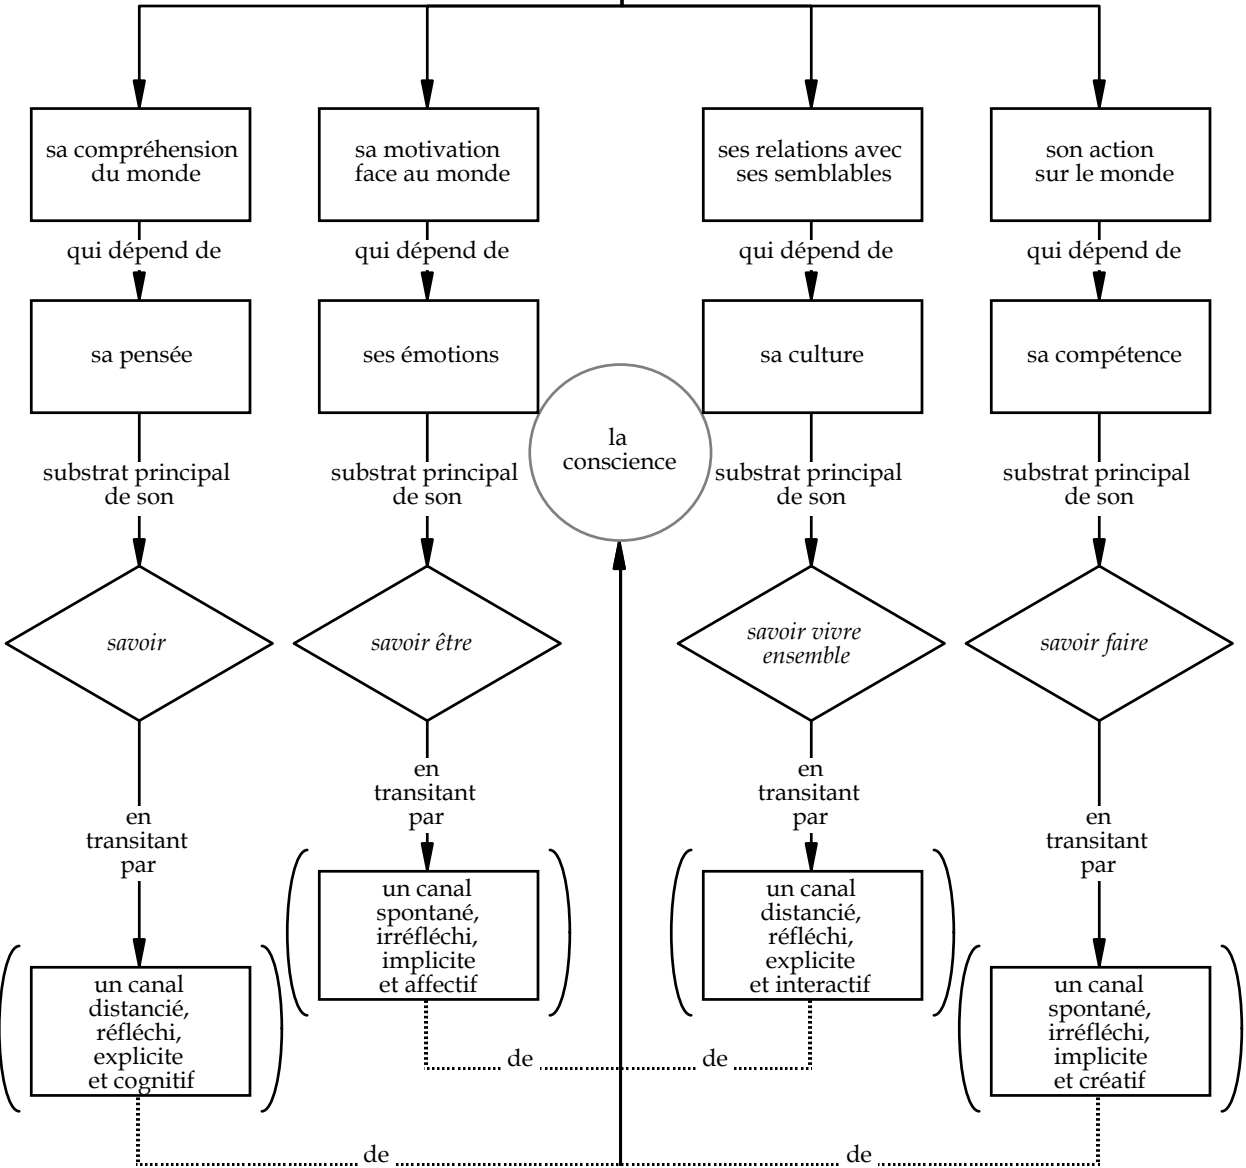 sa compréhension
du monde
sa motivation
face au monde
ses relations avec
ses semblables
son action
sur le monde
qui dépend de
qui dépend de
qui dépend de
qui dépend de
sa pensée
ses émotions
sa culture
sa compétence
la
conscience
substrat principal
de son
substrat principal
de son
substrat principal
de son
substrat principal
de son
savoir
savoir être
savoir vivre
ensemble
savoir faire
en
transitant
par
en
transitant
par
en
transitant
par
en
transitant
par
un canal
distancié,
réfléchi,
explicite
et cognitif
un canal
spontané,
irréfléchi,
implicite
et affectif
un canal
distancié,
réfléchi,
explicite
et interactif
un canal
spontané,
irréfléchi,
implicite
et créatif
de
de
de
de